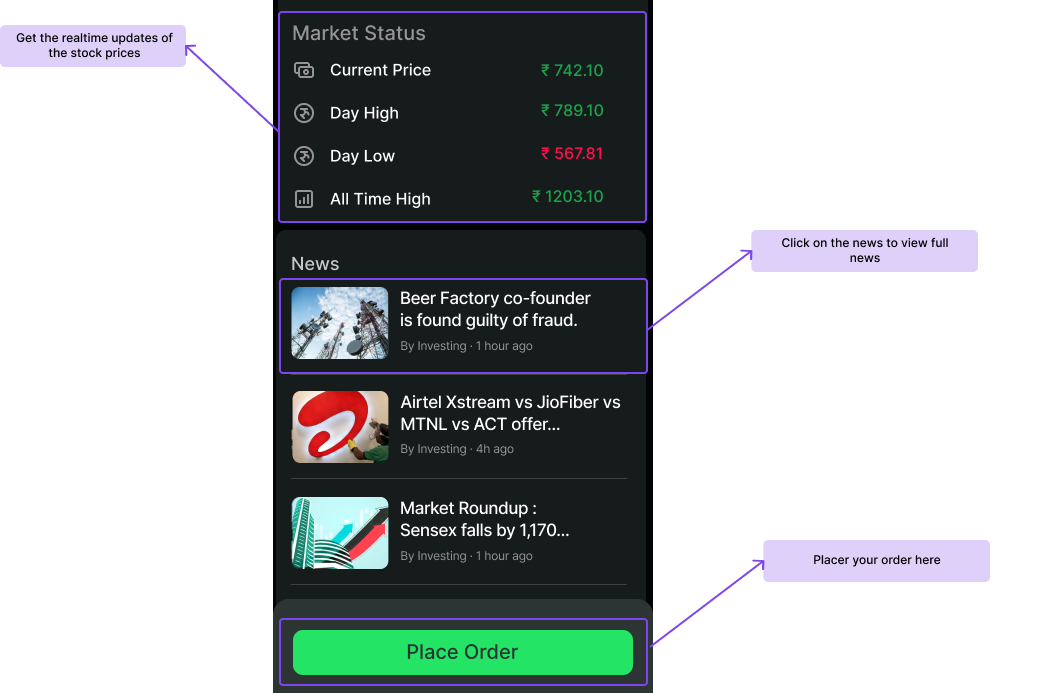 Get the realtime updates of
the stock prices
Market Status
Current Price ₹ 742.10
Day High ₹ 789.10
Day Low ₹ 567.81
All Time High ₹ 1203.10
Click on the news to view full
news
News
Beer Factory co-founder
is found guilty of fraud.
By Investing · 1 hour ago
Airtel Xstream vs JioFiber vs
MTNL vs ACT offer...
By Investing · 4h ago
Market Roundup :
Sensex falls by 1,170...
By Investing · 1 hour ago
Placer your order here
Place Order